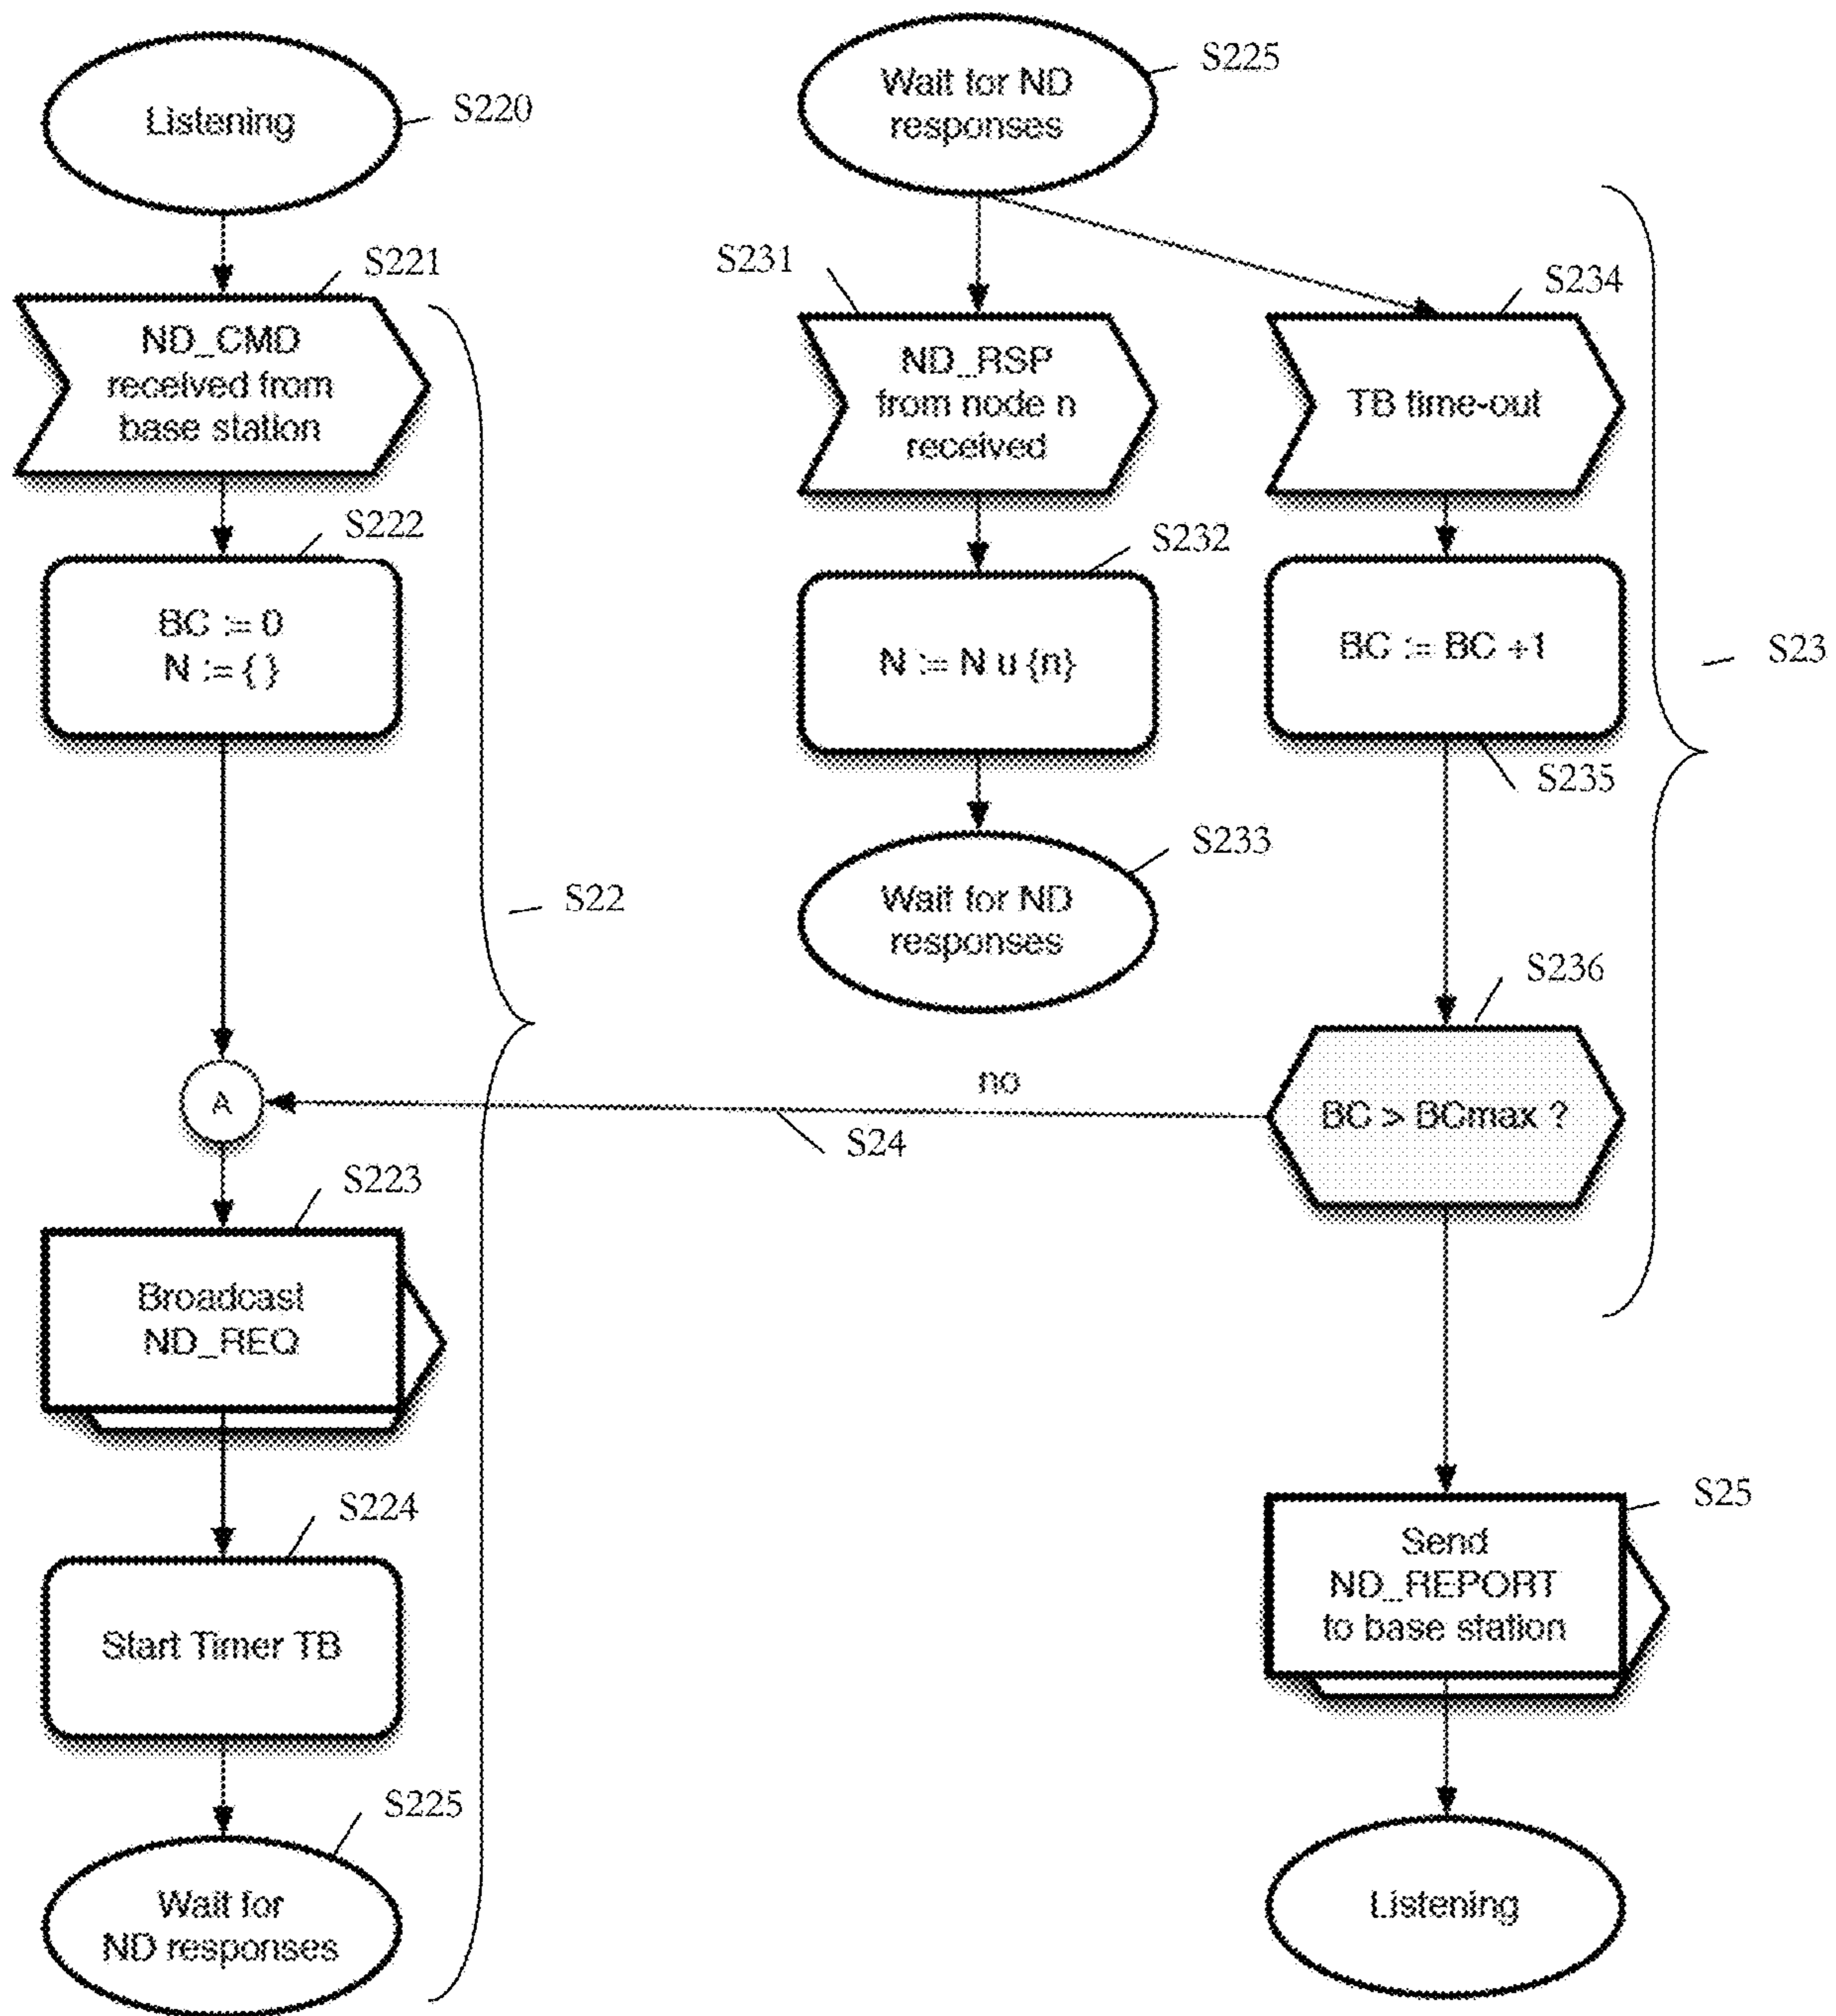 Listening
S220
S221
ND_CMD
received from
base station
S222
BC := 0
N := { }
S22
A
S223
Broadcast
ND_REQ
S224
Start Timer TB
S225
Wait for
ND responses
Wait for ND
responses
S225
S231
ND_RSP
from node n
received
S232
N := N u {n}
S233
Wait for ND
responses
S234
TB time-out
BC := BC +1
S235
S23
S236
BC > BCmax ?
no
S24
S25
Send
ND_REPORT
to base station
Listening